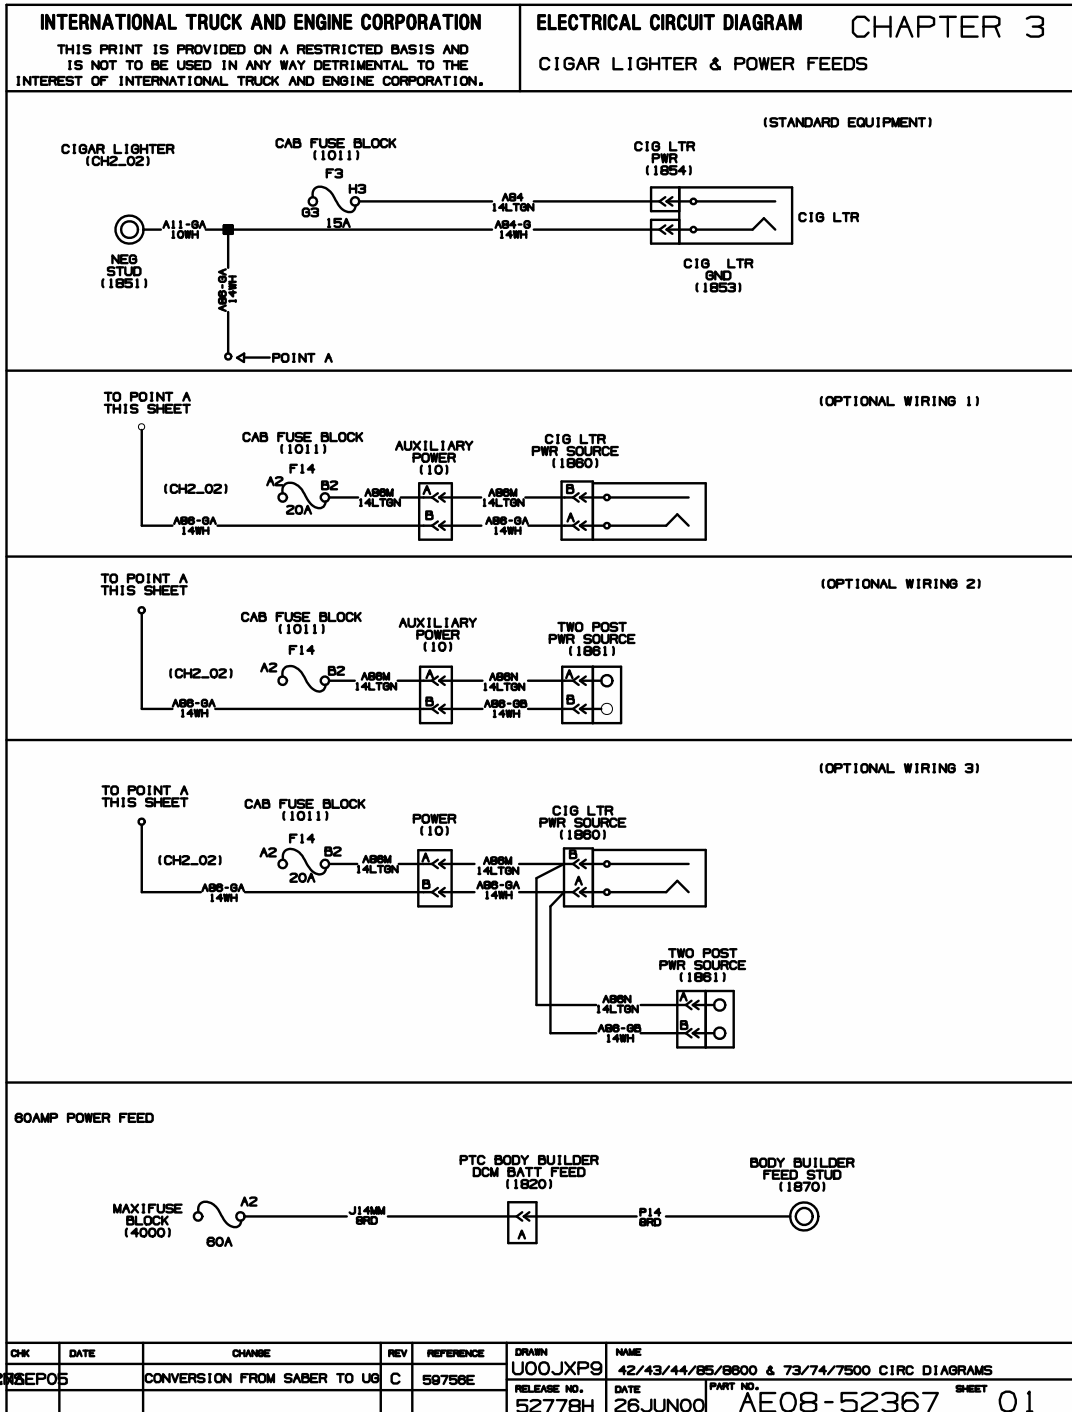 INTERNATIONAL TRUCK AND ENGINE CORPORATION
THIS PRINT IS PROVIDED ON A RESTRICTED BASIS AND
IS NOT TO BE USED IN ANY WAY DETRIMENTAL TO THE
INTEREST OF INTERNATIONAL TRUCK AND ENGINE CORPORATION.
ELECTRICAL CIRCUIT DIAGRAM
CHAPTER 3
CIGAR LIGHTER & POWER FEEDS
(STANDARD EQUIPMENT)
CIGAR LIGHTER
(CH2_02)
CAB FUSE BLOCK
(1011)
F3
H3
G3
15A
CIG LTR
PWR
(1854)
A84
14LTGN
CIG LTR
A11-GA
10WH
A84-G
14WH
NEG
STUD
(1851)
CIG LTR
GND
(1853)
A86-GA
14WH
POINT A
TO POINT A
THIS SHEET
(OPTIONAL WIRING 1)
CAB FUSE BLOCK
(1011)
F14
A2
B2
20A
AUXILIARY
POWER
(10)
CIG LTR
PWR SOURCE
(1860)
(CH2_02)
A86M
14LTGN
A
A86M
14LTGN
B
A86-GA
14WH
B
A86-GA
14WH
A
TO POINT A
THIS SHEET
(OPTIONAL WIRING 2)
CAB FUSE BLOCK
(1011)
F14
A2
B2
AUXILIARY
POWER
(10)
TWO POST
PWR SOURCE
(1861)
(CH2_02)
A86M
14LTGN
A
A86N
14LTGN
A
A86-GA
14WH
B
A86-GB
14WH
B
TO POINT A
THIS SHEET
(OPTIONAL WIRING 3)
CAB FUSE BLOCK
(1011)
F14
A2
B2
20A
POWER
(10)
CIG LTR
PWR SOURCE
(1860)
(CH2_02)
A86M
14LTGN
A
A86M
14LTGN
B
A86-GA
14WH
B
A86-GA
14WH
A
TWO POST
PWR SOURCE
(1861)
A86N
14LTGN
A
A86-GB
14WH
B
60AMP POWER FEED
MAXIFUSE
BLOCK
(4000)
A2
60A
J14MM
8RD
PTC BODY BUILDER
DCM BATT FEED
(1820)
A
P14
8RD
BODY BUILDER
FEED STUD
(1870)
CHK
DATE
CHANGE
REV
REFERENCE
SEP05
CONVERSION FROM SABER TO UG
C
59756E
DRAWN
U00JXP9
NAME
42/43/44/85/8600 & 73/74/7500 CIRC DIAGRAMS
RELEASE NO.
52778H
DATE
26JUN00
PART NO.
AE08-52367
SHEET
01